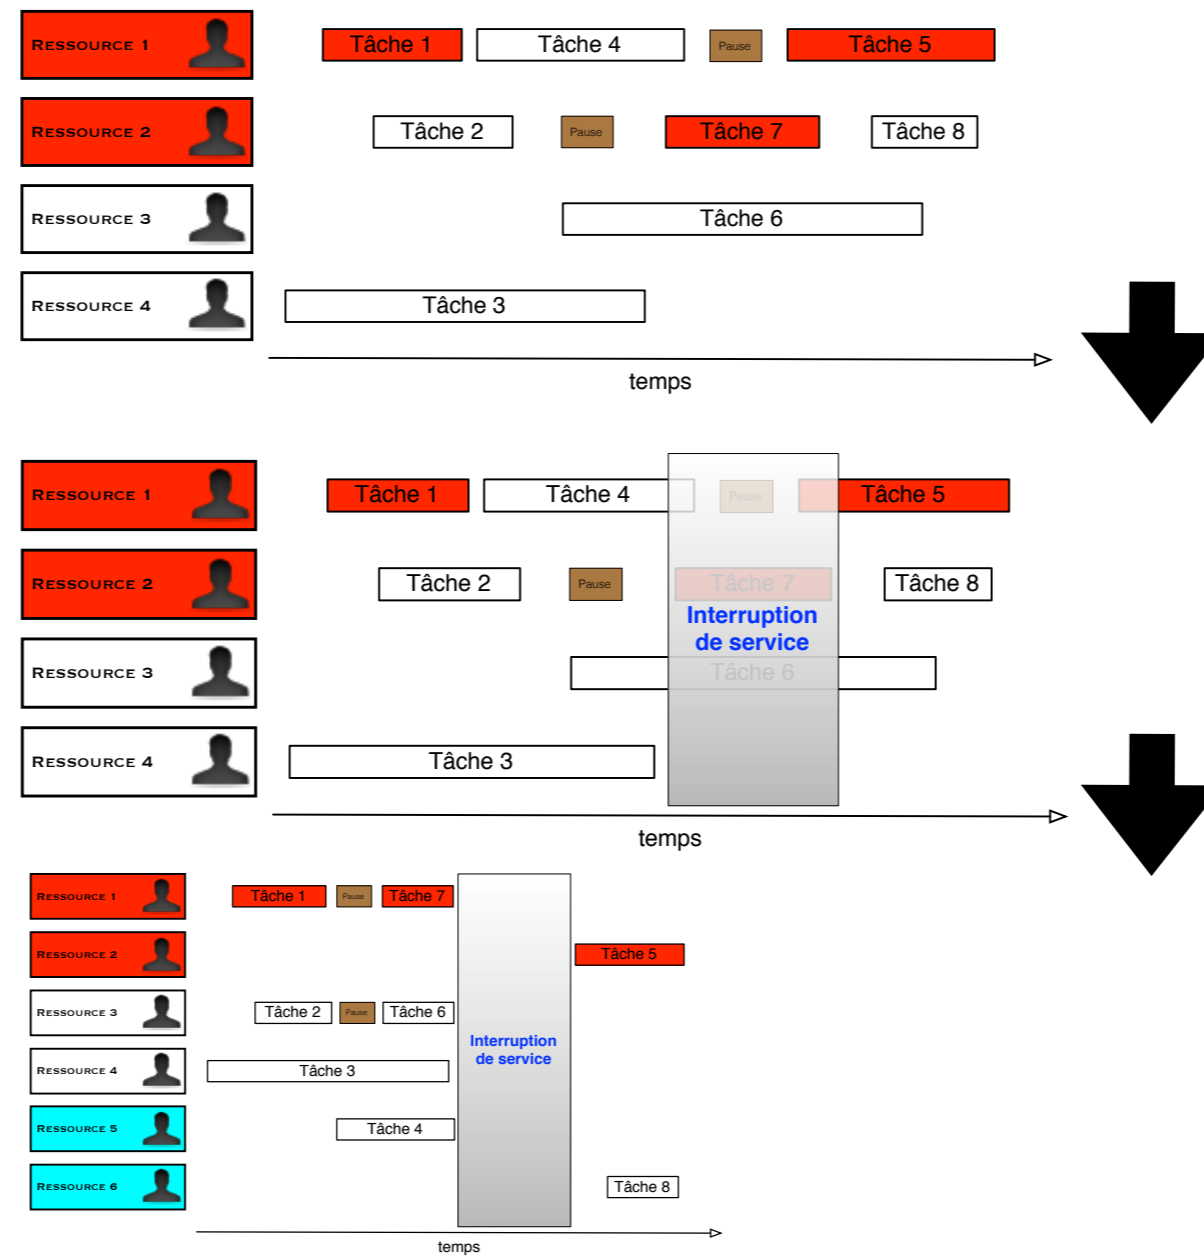 RESSOURCE 1
Tâche 1
Tâche 4
Pause
Tâche 5
RESSOURCE 2
Tâche 2
Pause
Tâche 7
Tâche 8
RESSOURCE 3
Tâche 6
RESSOURCE 4
Tâche 3
temps
RESSOURCE 1
Tâche 1
Tâche 4
Pause
Tâche 5
RESSOURCE 2
Tâche 2
Pause
Tâche 7
Tâche 8
Interruption
de service
RESSOURCE 3
Tâche 6
RESSOURCE 4
Tâche 3
temps
RESSOURCE 1
Tâche 1
Pause
Tâche 7
RESSOURCE 2
Tâche 5
RESSOURCE 3
Tâche 2
Pause
Tâche 6
Interruption
de service
RESSOURCE 4
Tâche 3
RESSOURCE 5
Tâche 4
RESSOURCE 6
Tâche 8
temps